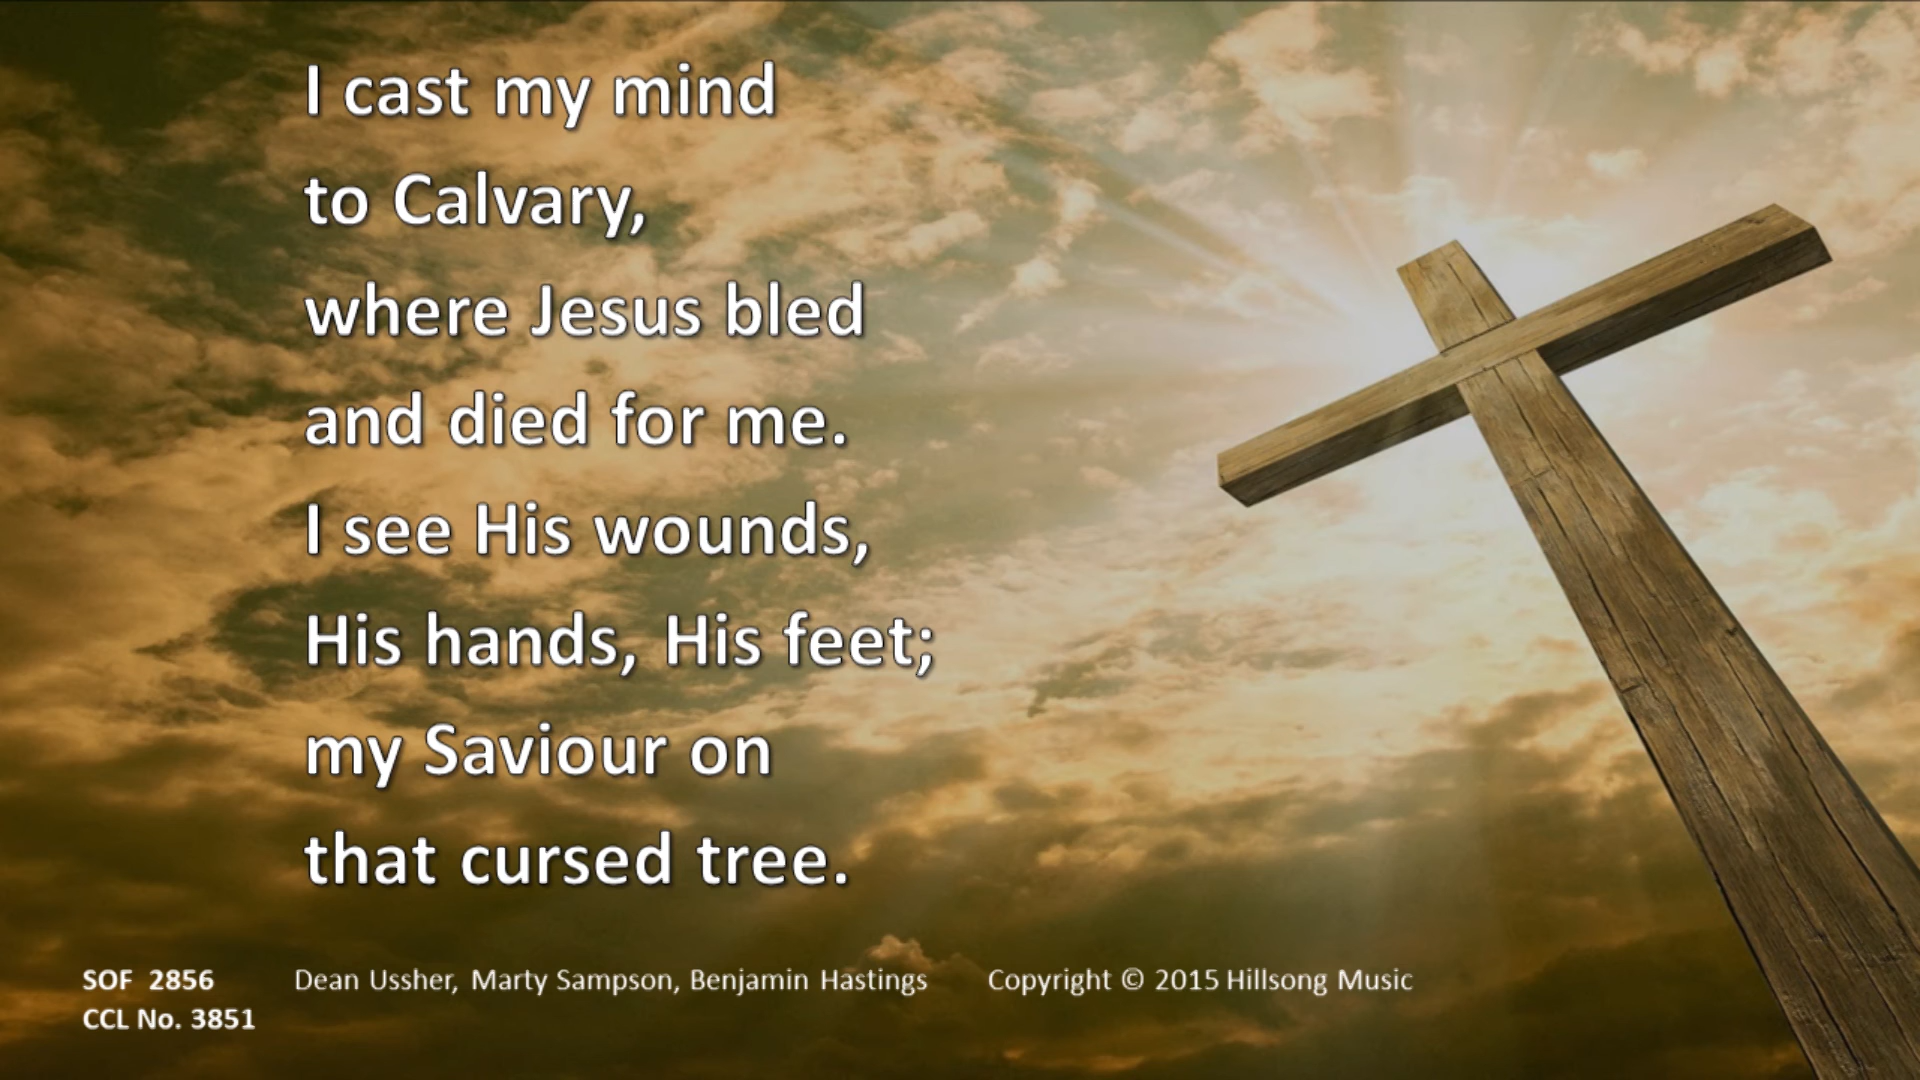 I cast my mind
to Calvary,
where Jesus bled
and died for me.
I see His wounds,
His hands, His feet;
my Saviour on
that cursed tree.
SOF 2856 Dean Ussher, Marty Sampson, Benjamin Hastings Copyright © 2015 Hillsong Music
CCL No. 3851